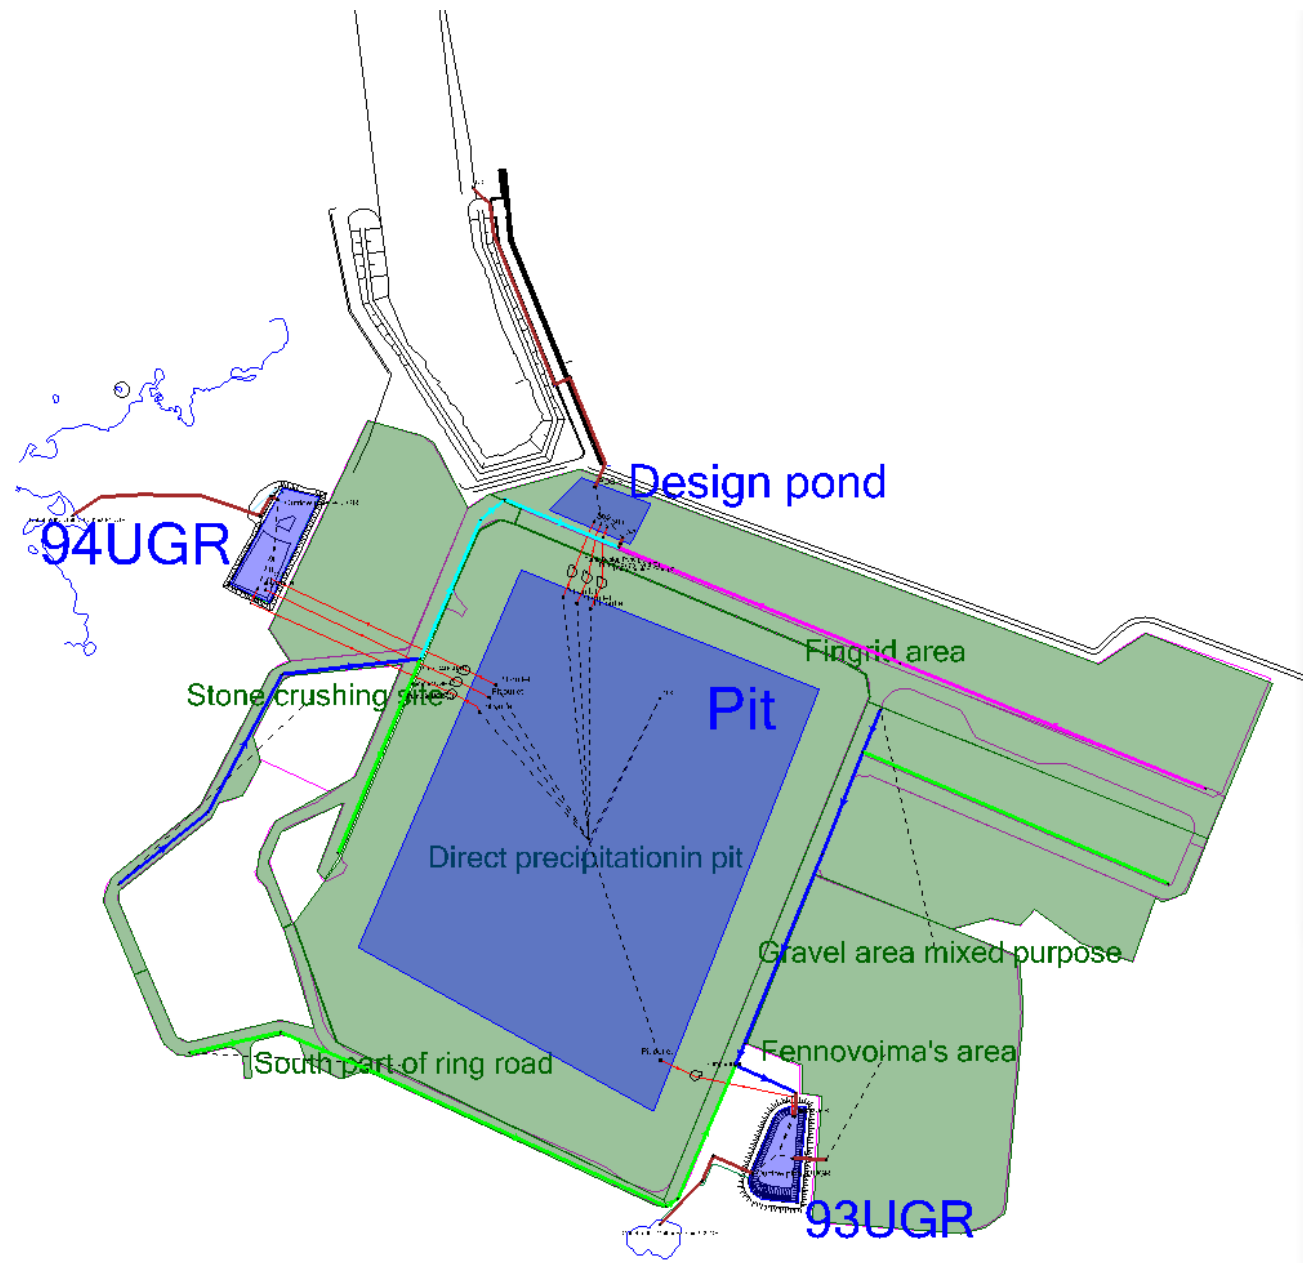 Design pond
94UGR
Fingrid area
Stone crushing site
Pit
Direct precipitationin pit
Gravel area mixed purpose
Fennovoima's area
South part of ring road
93UGR